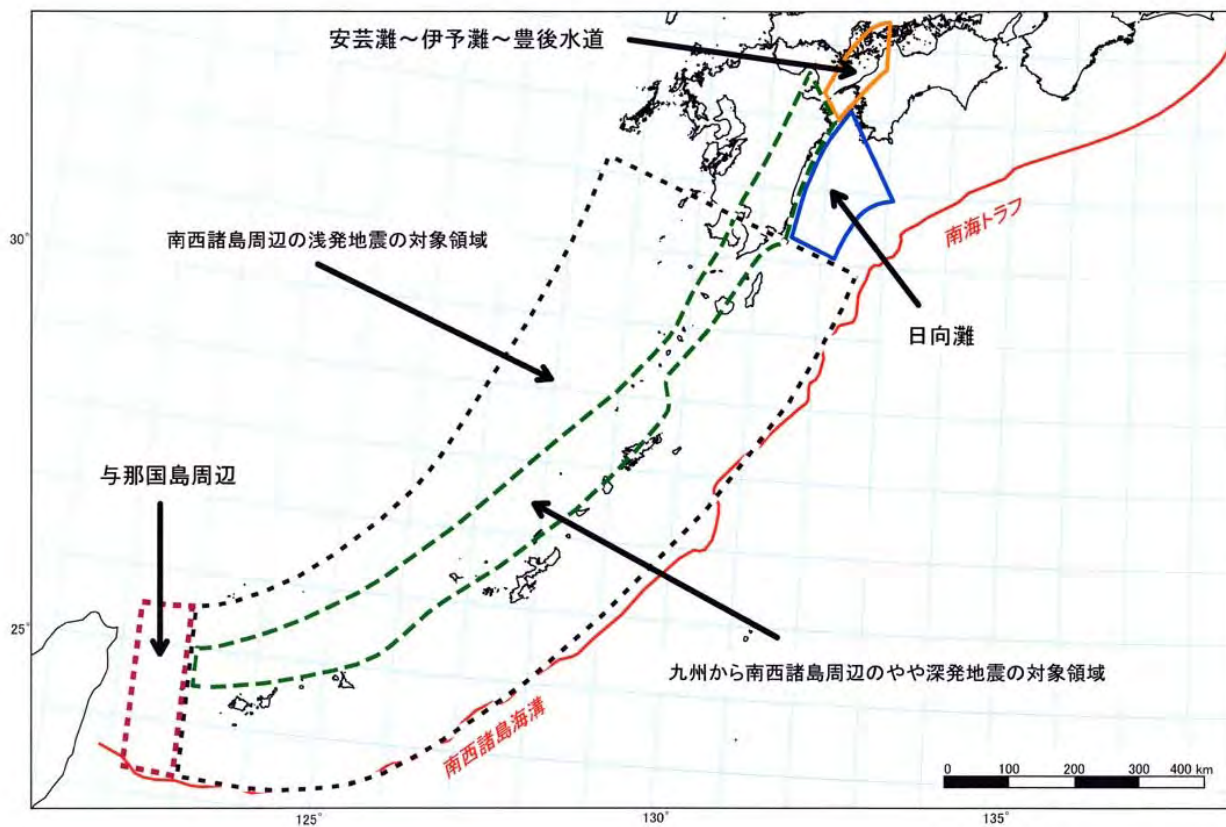 安芸灘～伊予灘～豊後水道
南海トラフ
南西諸島周辺の浅発地震の対象領域
30°
日向灘
与那国島周辺
25°
九州から南西諸島周辺のやや深発地震の対象領域
南西諸島海溝
0 100 200 300 400 km
125°
130°
135°